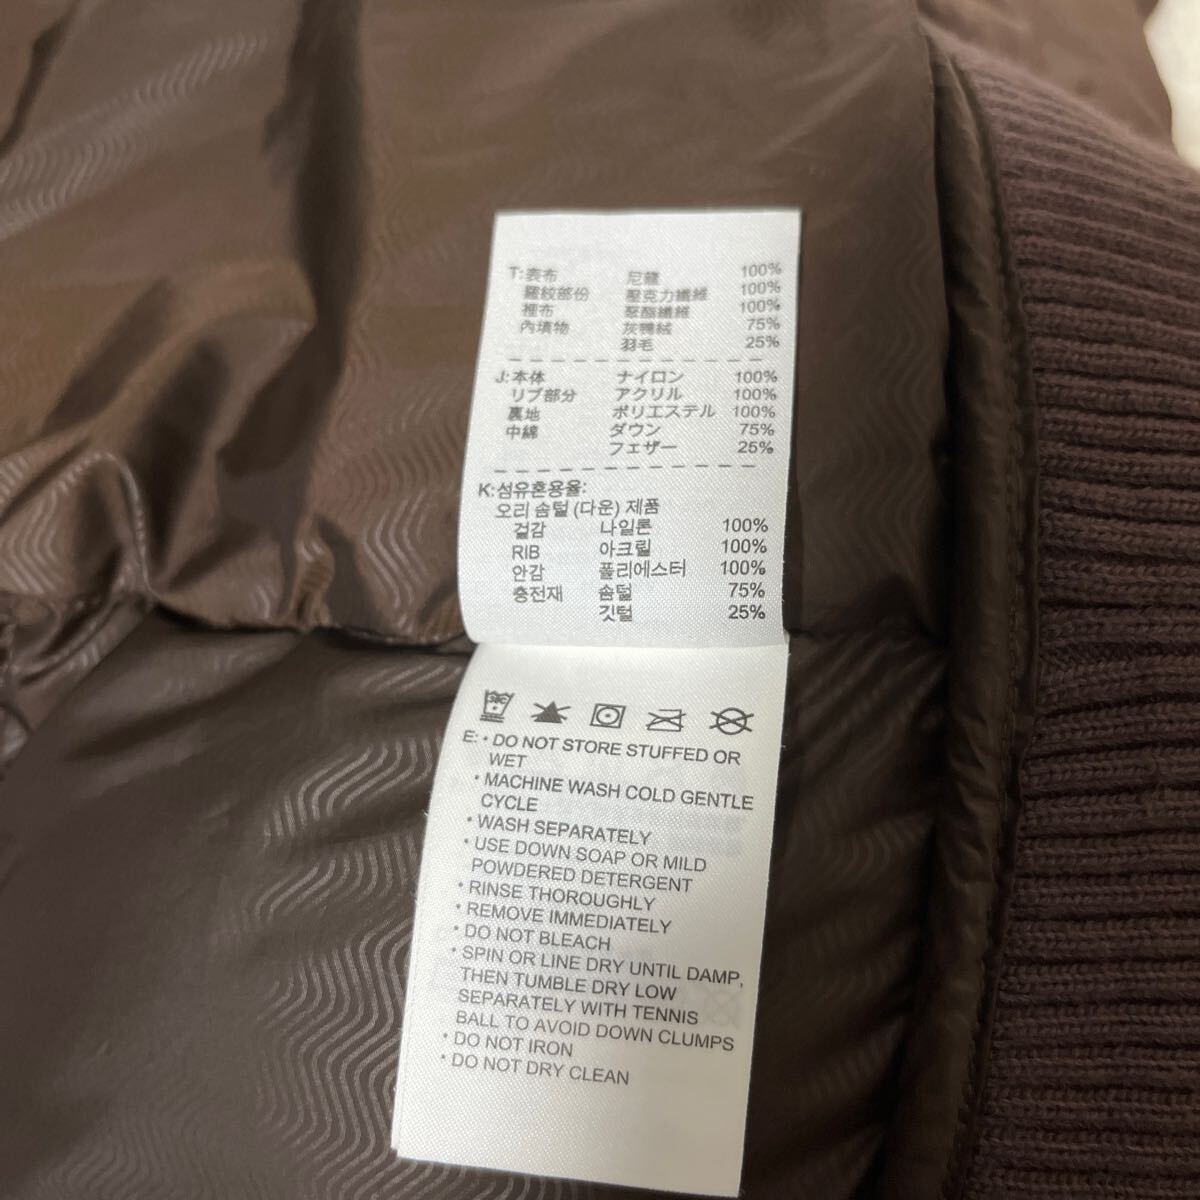 T: 表布 尼龍 100%
羅紋部份 壓克力纖維 100%
裡布 聚酯纖維 100%
內填物 灰鴨絨 75%
羽毛 25%
J: 本体 ナイロン 100%
リブ部分 アクリル 100%
裏地 ポリエステル 100%
中綿 ダウン 75%
フェザー 25%
K: 섬유혼용율:
오리 솜털 (다운) 제품
겉감 나일론 100%
RIB 아크릴 100%
안감 폴리에스터 100%
충전재 솜털 75%
깃털 25%
E: • DO NOT STORE STUFFED OR
WET
• MACHINE WASH COLD GENTLE
CYCLE
• WASH SEPARATELY
• USE DOWN SOAP OR MILD
POWDERED DETERGENT
• RINSE THOROUGHLY
• REMOVE IMMEDIATELY
• DO NOT BLEACH
• SPIN OR LINE DRY UNTIL DAMP,
THEN TUMBLE DRY LOW
SEPARATELY WITH TENNIS
BALL TO AVOID DOWN CLUMPS
• DO NOT IRON
• DO NOT DRY CLEAN